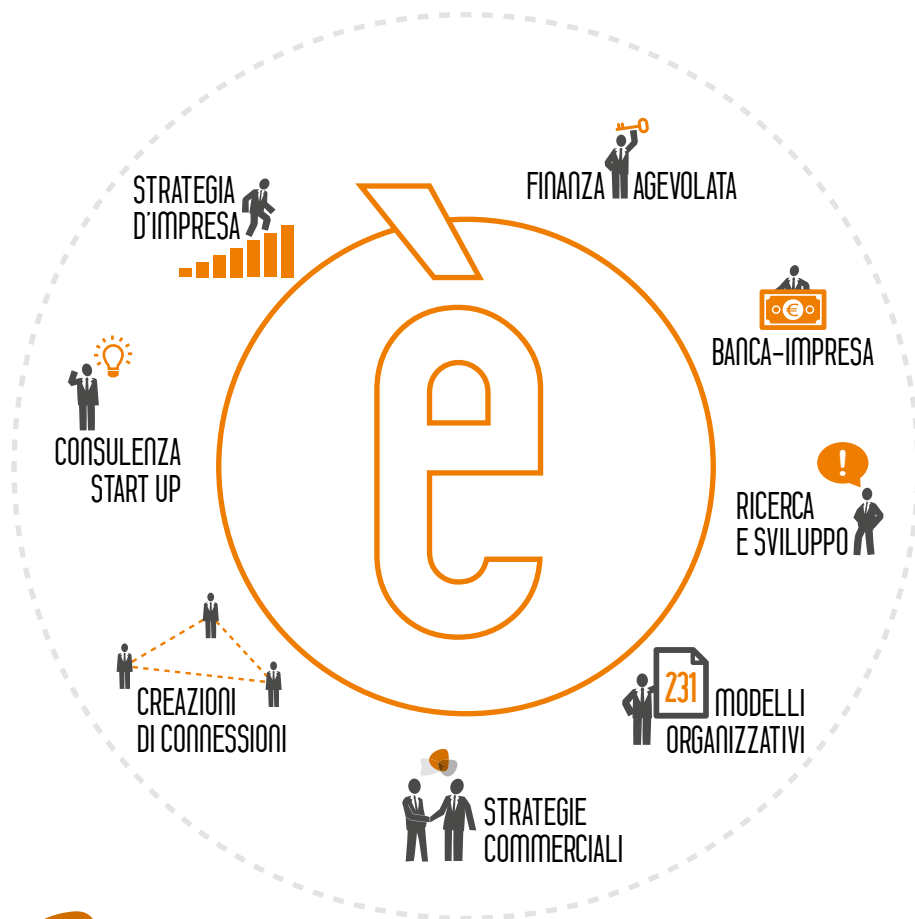 STRATEGIA
D'IMPRESA
FINANZA AGEVOLATA
€
BANCA-IMPRESA
!
RICERCA
E SVILUPPO
è
CONSULENZA
START UP
CREAZIONI
DI CONNESSIONI
231
MODELLI
ORGANIZZATIVI
STRATEGIE
COMMERCIALI